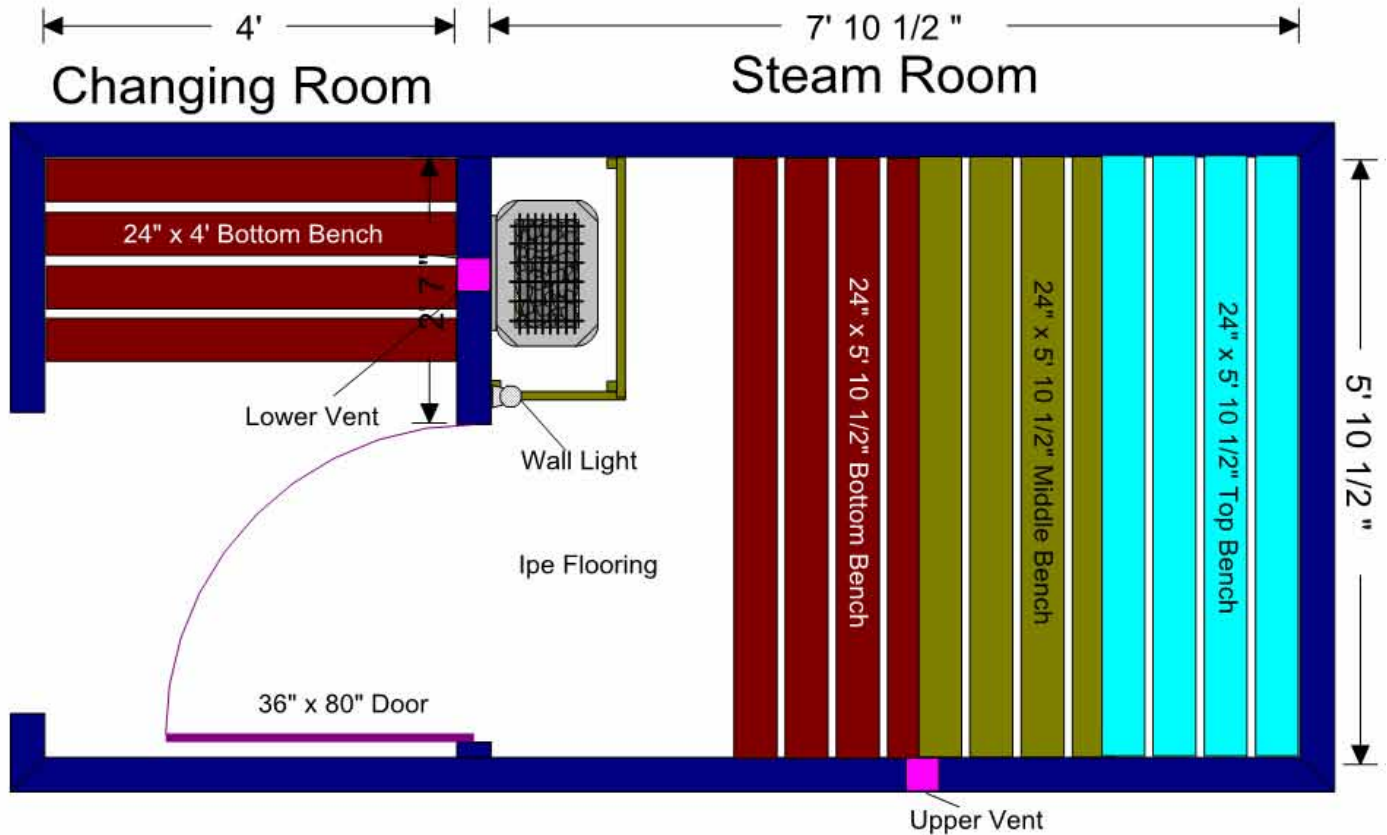 4'
7' 10 1/2 "
Changing Room
Steam Room
24" x 4' Bottom Bench
2' 7"
Lower Vent
Wall Light
Ipe Flooring
36" x 80" Door
24" x 5' 10 1/2" Bottom Bench
24" x 5' 10 1/2" Middle Bench
24" x 5' 10 1/2" Top Bench
5' 10 1/2 "
Upper Vent